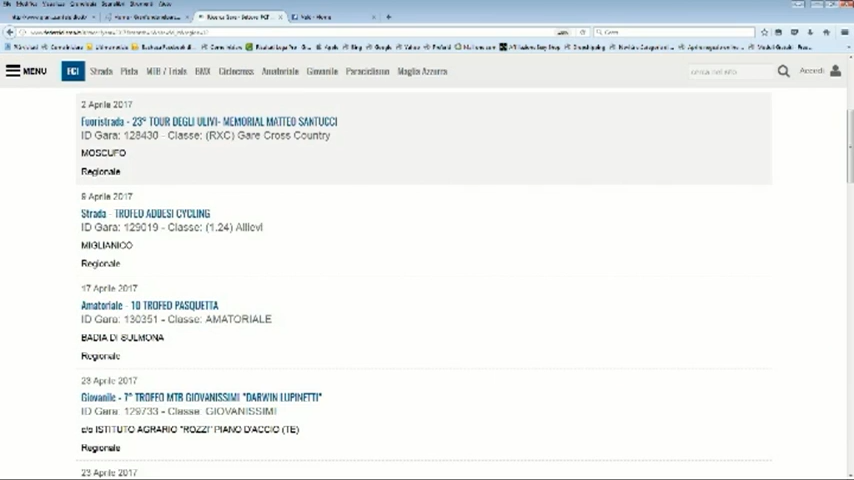 Ricerca Gare - Settore FCI
MENU FCI Strada Pista MTB / Trials BMX Ciclocross Amatoriale Giovanile Paraciclismo Maglia Azzurra Accedi
2 Aprile 2017
Fuoristrada - 23° TOUR DEGLI ULIVI- MEMORIAL MATTEO SANTUCCI
ID Gara: 128430 - Classe: (RXC) Gare Cross Country
MOSCUFO
Regionale
9 Aprile 2017
Strada - TROFEO ADDESI CYCLING
ID Gara: 129019 - Classe: (1.24) Allievi
MIGLIANICO
Regionale
17 Aprile 2017
Amatoriale - 10 TROFEO PASQUETTA
ID Gara: 130351 - Classe: AMATORIALE
BADIA DI SULMONA
Regionale
23 Aprile 2017
Giovanile - 7° TROFEO MTB GIOVANISSIMI "DARWIN LUPINETTI"
ID Gara: 129733 - Classe: GIOVANISSIMI
c/o ISTITUTO AGRARIO "ROZZI" PIANO D'ACCIO (TE)
Regionale
23 Aprile 2017